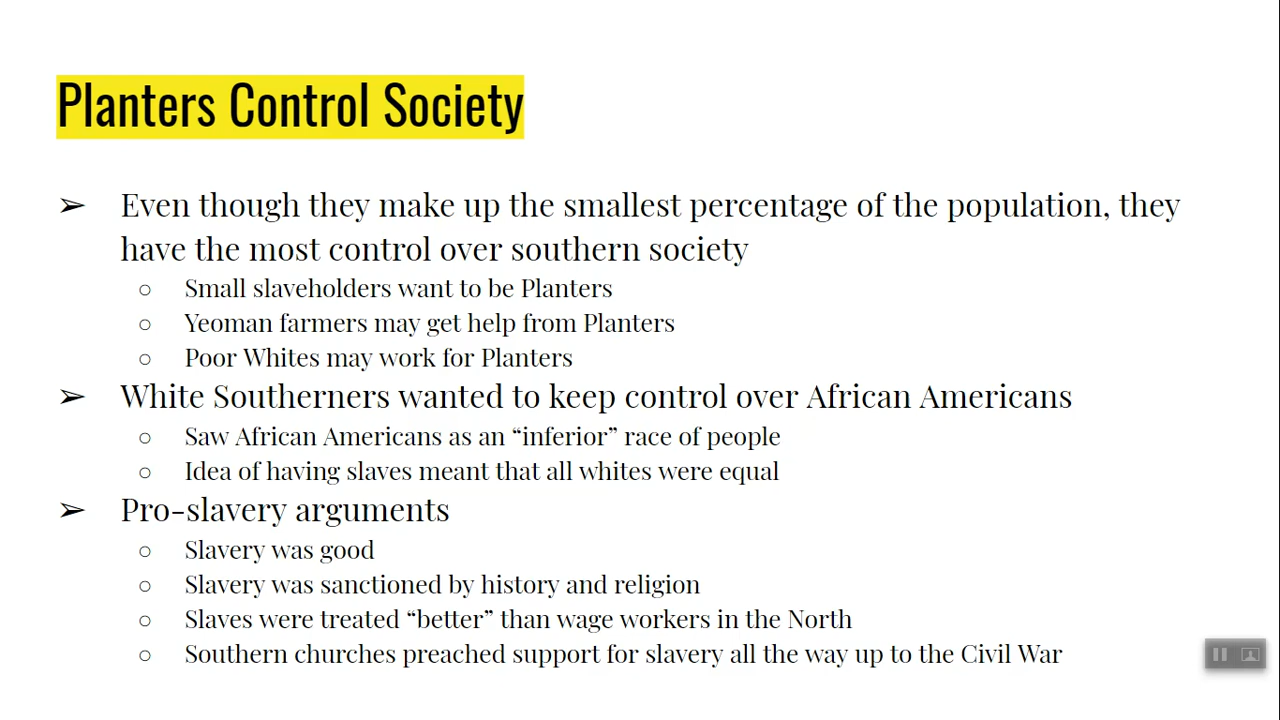 Planters Control Society
➢ Even though they make up the smallest percentage of the population, they
have the most control over southern society
○ Small slaveholders want to be Planters
○ Yeoman farmers may get help from Planters
○ Poor Whites may work for Planters
➢ White Southerners wanted to keep control over African Americans
○ Saw African Americans as an “inferior” race of people
○ Idea of having slaves meant that all whites were equal
➢ Pro-slavery arguments
○ Slavery was good
○ Slavery was sanctioned by history and religion
○ Slaves were treated “better” than wage workers in the North
○ Southern churches preached support for slavery all the way up to the Civil War